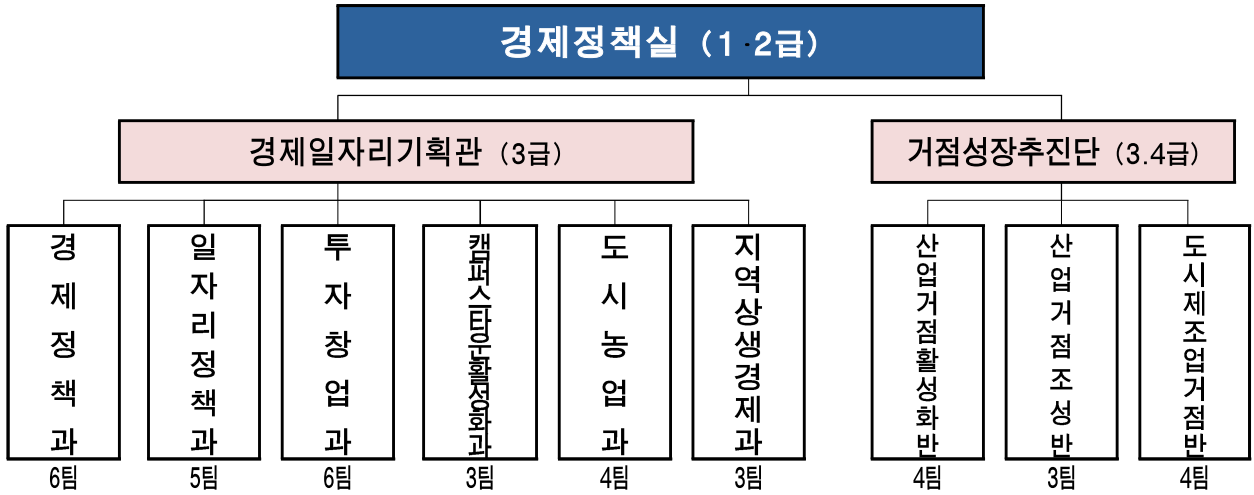 경제정책실 (1·2급)
경제일자리기획관 (3급)
거점성장추진단 (3.4급)
경제정책과
일자리정책과
투자창업과
캠퍼스타운활성화과
도시농업과
지역상생경제과
산업거점활성화반
산업거점조성반
도시제조업거점반
6팀
5팀
6팀
3팀
4팀
3팀
4팀
3팀
4팀